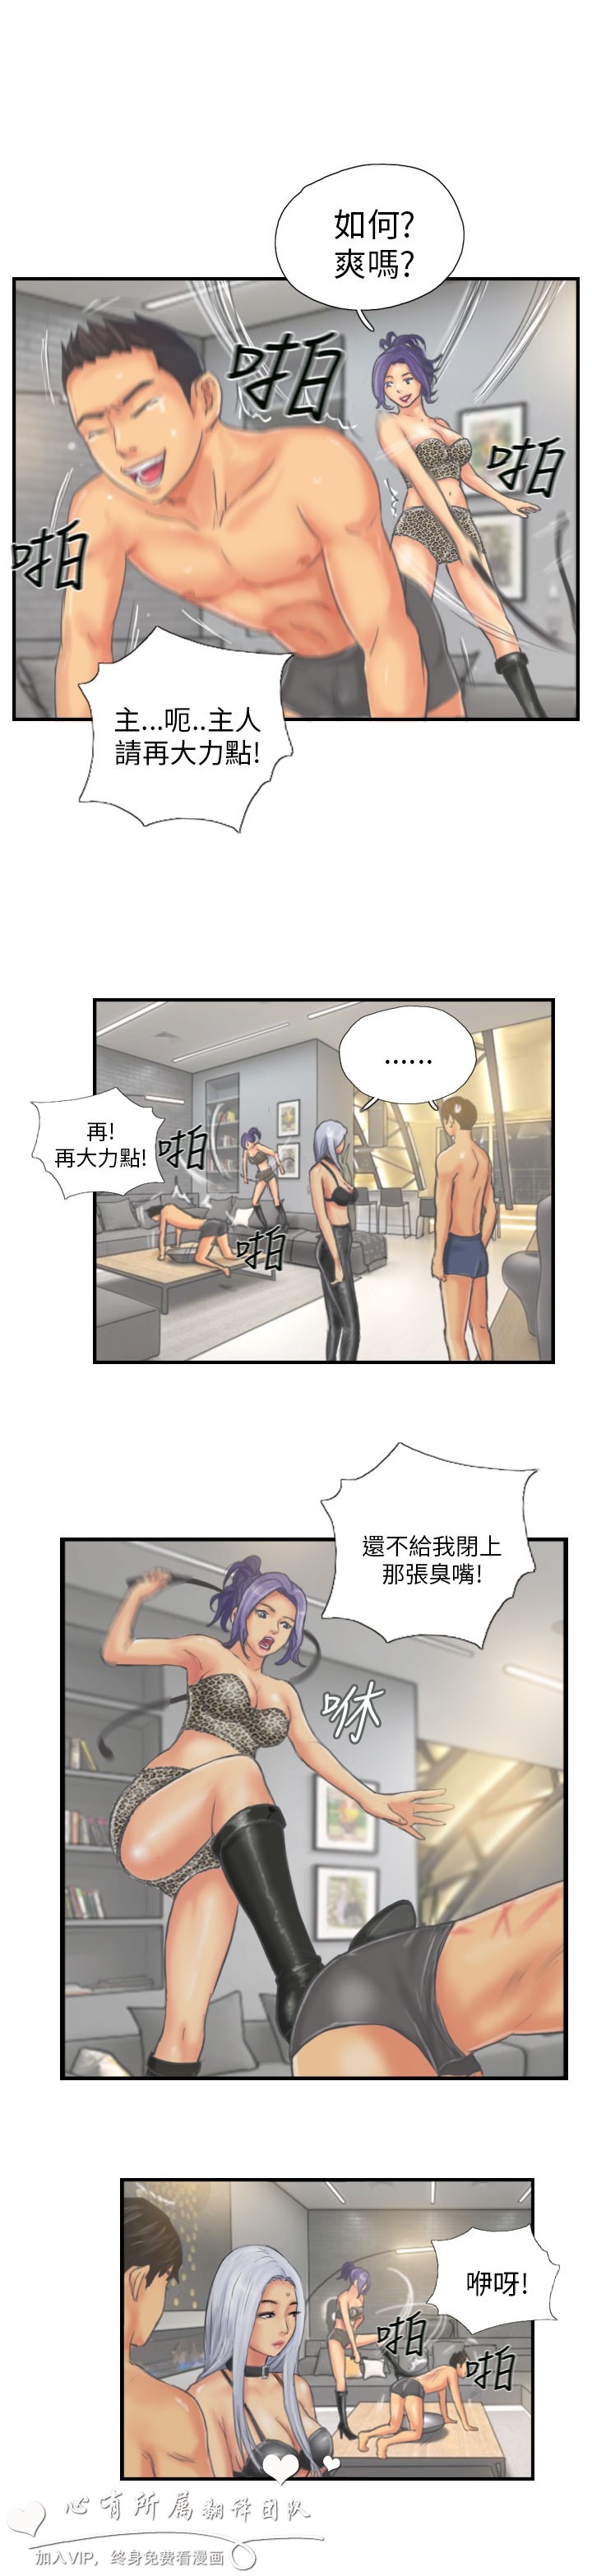 如何?
爽嗎?
啪
啪
啪
主...呃..主人
請再大力點!
......
再!
再大力點!
啪
啪
還不給我閉上
那張臭嘴!
咻
咿呀!
啪
啪
心有所属翻译团队
加入VIP，终身免费看漫画